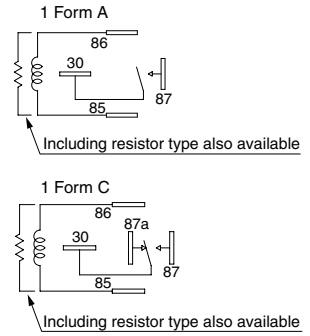 1 Form A
86
30
87
85
Including resistor type also available
1 Form C
86
87a
30
87
85
Including resistor type also available